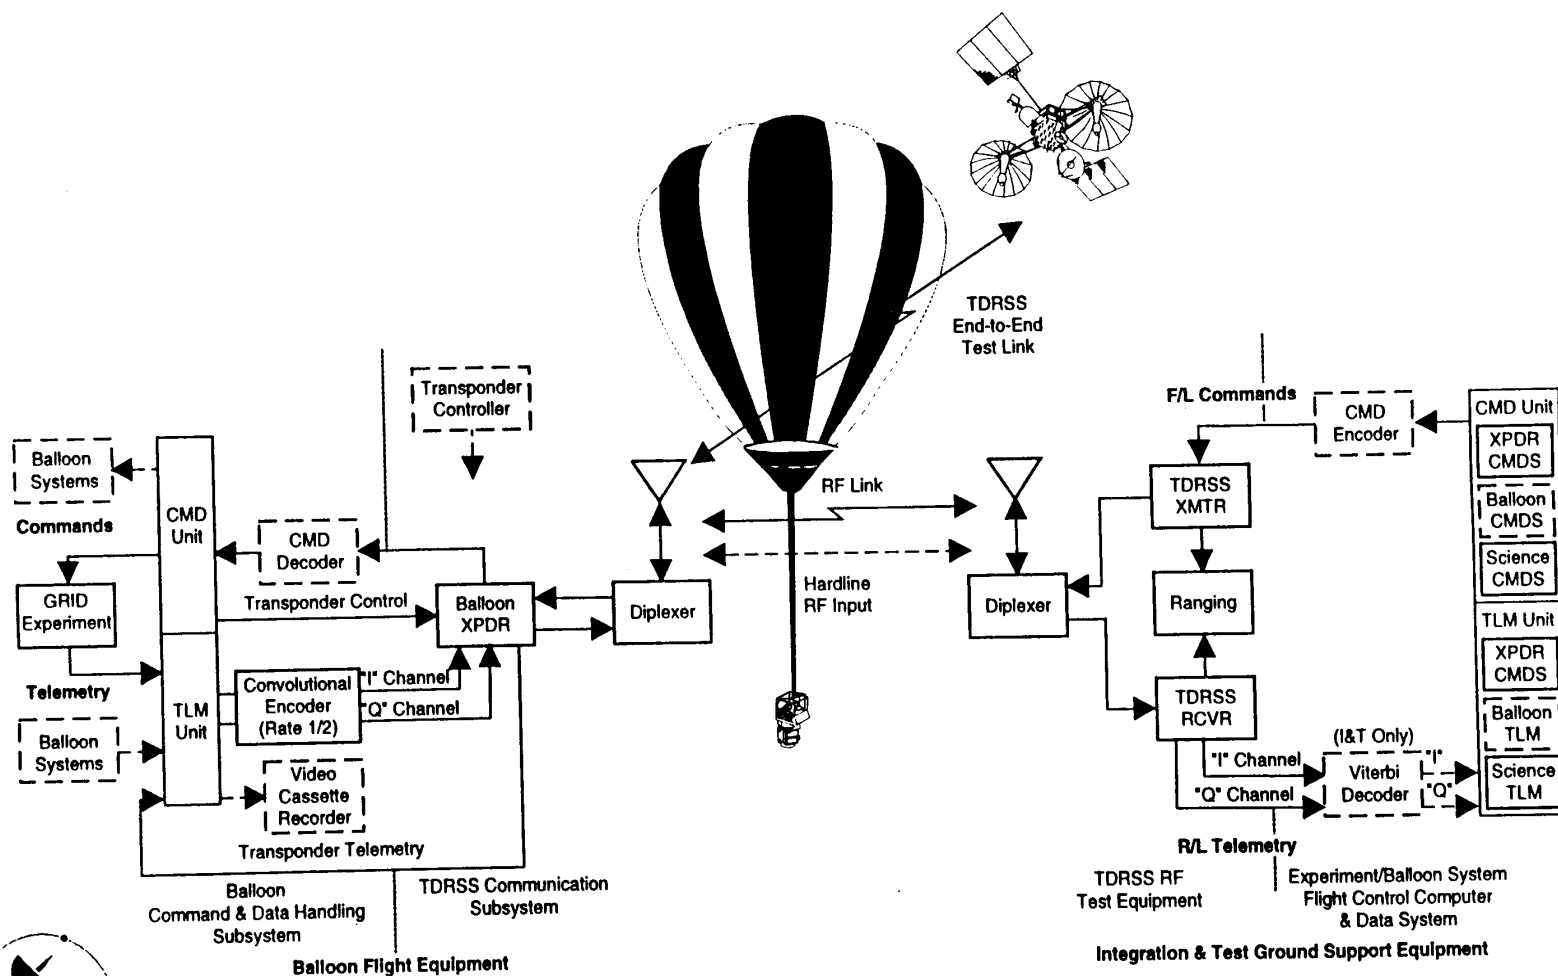 TDRSS
End-to-End
Test Link
Transponder
Controller
F/L Commands
CMD
Encoder
CMD Unit
XPDR
CMDS
Balloon
CMDS
Science
CMDS
TLM Unit
XPDR
CMDS
Balloon
TLM
Science
TLM
Balloon
Systems
Commands
CMD
Unit
CMD
Decoder
GRID
Experiment
Transponder Control
Balloon
XPDR
Diplexer
RF Link
Hardline
RF Input
Diplexer
TDRSS
XMTR
Ranging
TDRSS
RCVR
Telemetry
TLM
Unit
Convolutional
Encoder
(Rate 1/2)
"I" Channel
"Q" Channel
Balloon
Systems
Video
Cassette
Recorder
Transponder Telemetry
(I&T Only)
"I" Channel
"Q" Channel
Viterbi
Decoder
"I"
"Q"
R/L Telemetry
Balloon
Command & Data Handling
Subsystem
TDRSS Communication
Subsystem
Balloon Flight Equipment
TDRSS RF
Test Equipment
Experiment/Balloon System
Flight Control Computer
& Data System
Integration & Test Ground Support Equipment